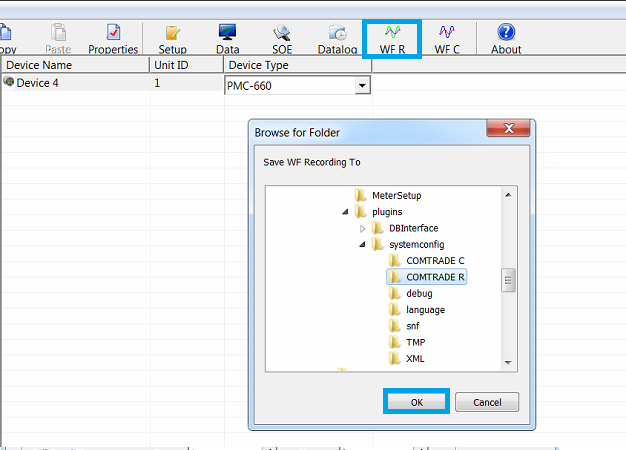 opy Paste Properties Setup Data SOE Datalog WF R WF C About
Device Name Unit ID Device Type
Device 4 1 PMC-660
Browse for Folder
Save WF Recording To
MeterSetup
plugins
DBInterface
systemconfig
COMTRADE C
COMTRADE R
debug
language
snf
TMP
XML
OK Cancel